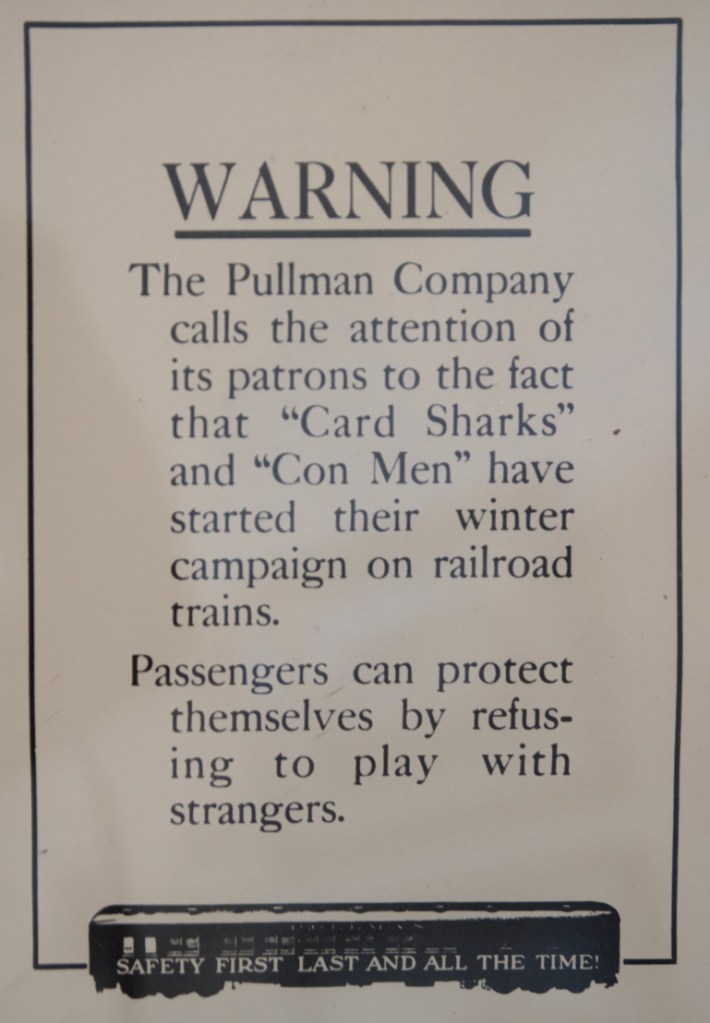 WARNING
The Pullman Company
calls the attention of
its patrons to the fact
that “Card Sharks”
and “Con Men” have
started their winter
campaign on railroad
trains.
Passengers can protect
themselves by refus-
ing to play with
strangers.
SAFETY FIRST LAST AND ALL THE TIME!